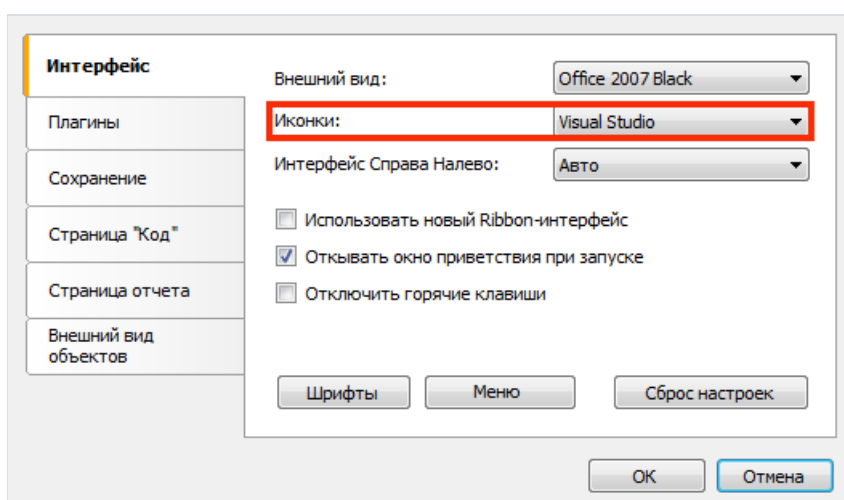 Интерфейс
Плагины
Сохранение
Страница "Код"
Страница отчета
Внешний вид
объектов
Внешний вид: Office 2007 Black
Иконки: Visual Studio
Интерфейс Справа Налево: Авто
Использовать новый Ribbon-интерфейс
Откывать окно приветствия при запуске
Отключить горячие клавиши
Шрифты Меню Сброс настроек
ОК Отмена